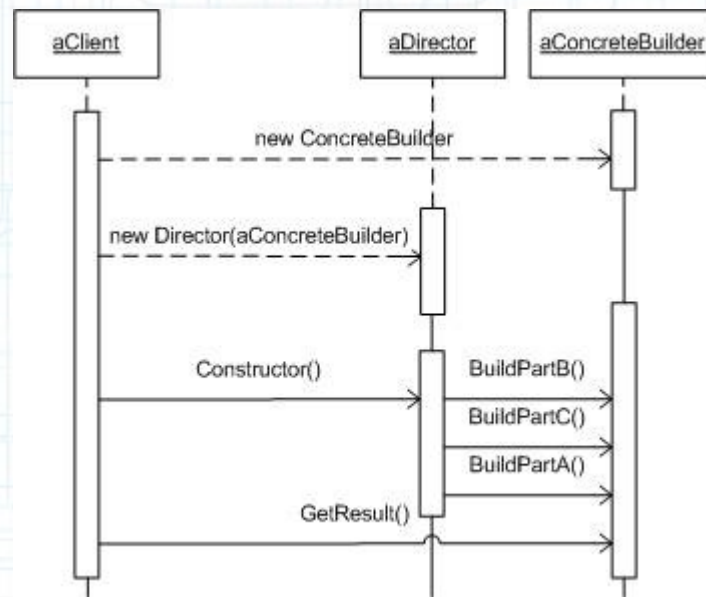 aClient
aDirector
aConcreteBuilder
new ConcreteBuilder
new Director(aConcreteBuilder)
Constructor()
BuildPartB()
BuildPartC()
BuildPartA()
GetResult()